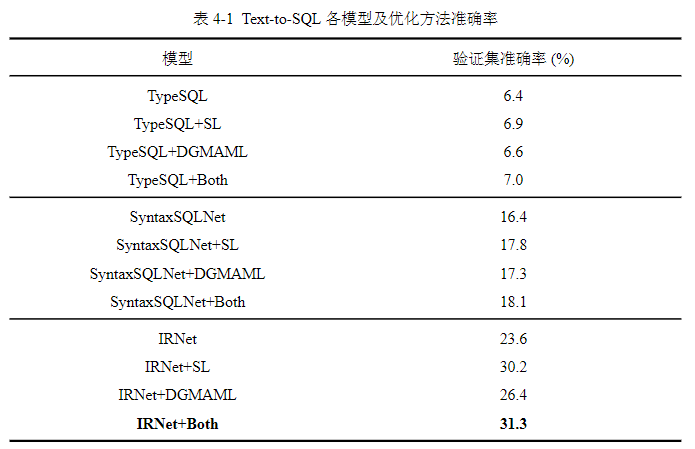 表 4-1 Text-to-SQL 各模型及优化方法准确率
模型 验证集准确率 (%)
TypeSQL 6.4
TypeSQL+SL 6.9
TypeSQL+DGMAML 6.6
TypeSQL+Both 7.0
SyntaxSQLNet 16.4
SyntaxSQLNet+SL 17.8
SyntaxSQLNet+DGMAML 17.3
SyntaxSQLNet+Both 18.1
IRNet 23.6
IRNet+SL 30.2
IRNet+DGMAML 26.4
IRNet+Both 31.3